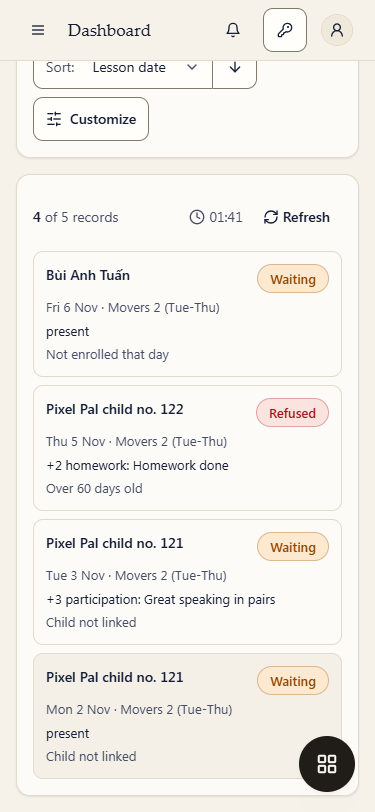 Dashboard
Sort: Lesson date
Customize
4 of 5 records
01:41
Refresh
Bùi Anh Tuấn
Waiting
Fri 6 Nov · Movers 2 (Tue-Thu)
present
Not enrolled that day
Pixel Pal child no. 122
Refused
Thu 5 Nov · Movers 2 (Tue-Thu)
+2 homework: Homework done
Over 60 days old
Pixel Pal child no. 121
Waiting
Tue 3 Nov · Movers 2 (Tue-Thu)
+3 participation: Great speaking in pairs
Child not linked
Pixel Pal child no. 121
Waiting
Mon 2 Nov · Movers 2 (Tue-Thu)
present
Child not linked